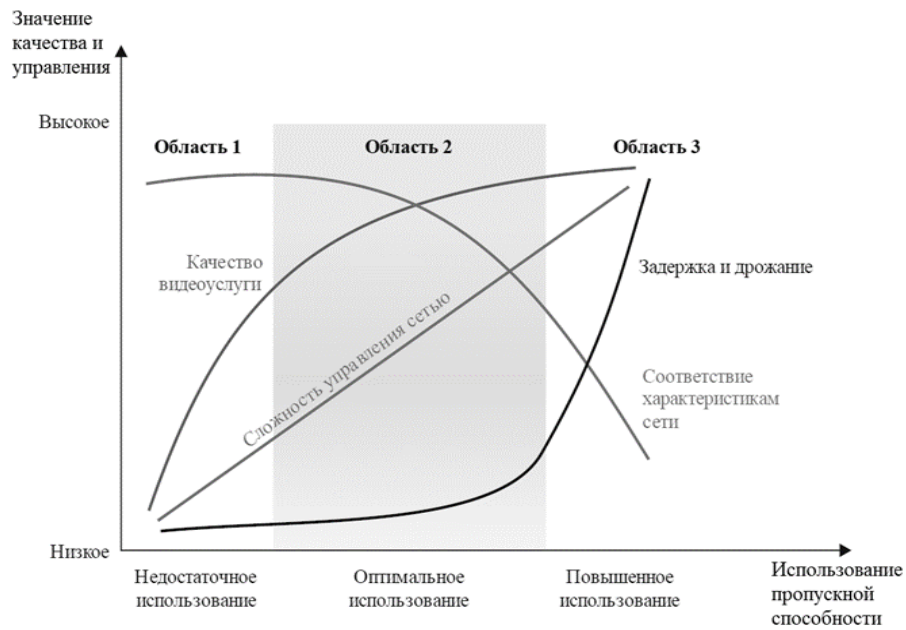 Значение
качества и
управления
Высокое
Область 1
Область 2
Область 3
Качество
видеоуслуги
Сложность управления сетью
Задержка и дрожание
Соответствие
характеристикам
сети
Низкое
Недостаточное
использование
Оптимальное
использование
Повышенное
использование
Использование
пропускной
способности